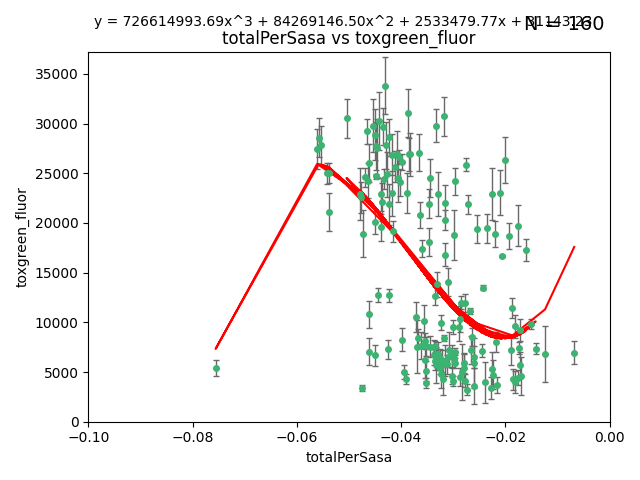 y = 726614993.69x^3 + 84269146.50x^2 + 2533479.77x +
N = 160
totalPerSasa vs toxgreen_fluor
35000
30000
25000
20000
15000
10000
5000
0
toxgreen_fluor
−0.10 −0.08 −0.06 −0.04 −0.02 0.00
totalPerSasa